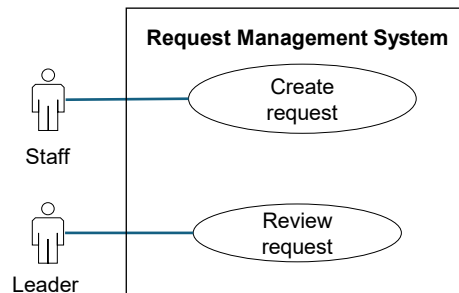 Request Management System
Create
request
Staff
Review
request
Leader